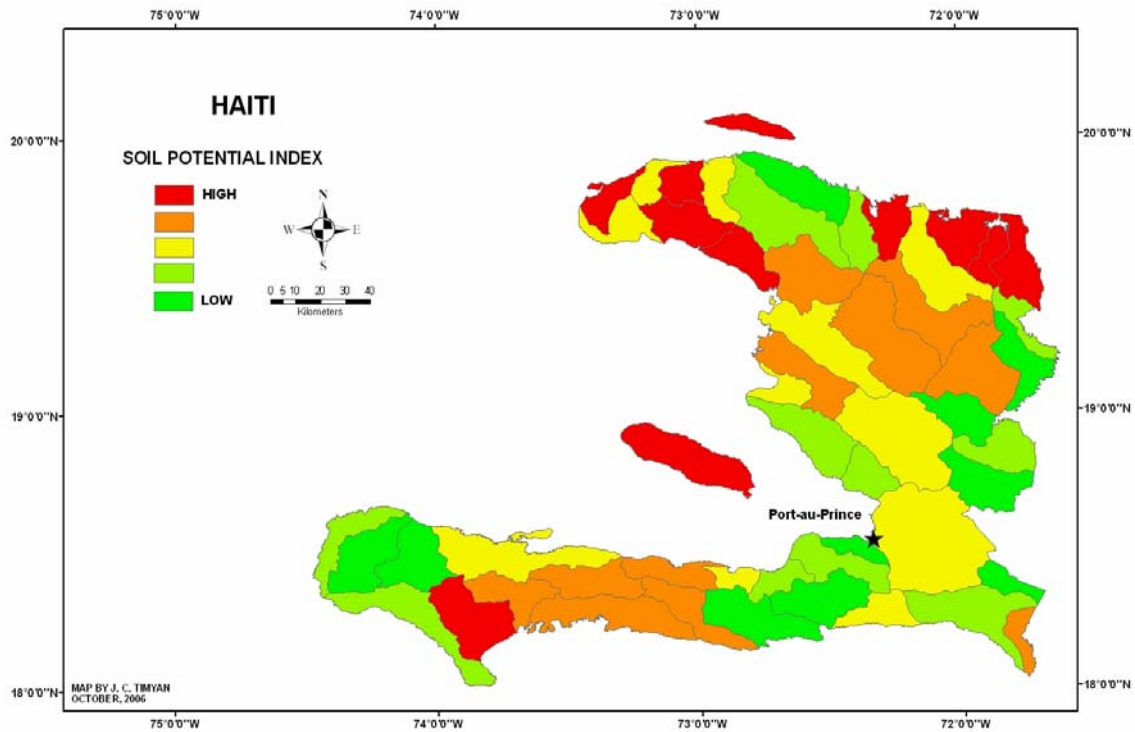 75°0'0"W 74°0'0"W 73°0'0"W 72°0'0"W
HAITI
20°0'0"N 20°0'0"N
SOIL POTENTIAL INDEX
HIGH
N
W E
S
LOW
0 5 10 20 30 40
Kilometers
19°0'0"N 19°0'0"N
Port-au-Prince
MAP BY J. C. TIMYAN
OCTOBER, 2006
18°0'0"N 18°0'0"N
75°0'0"W 74°0'0"W 73°0'0"W 72°0'0"W